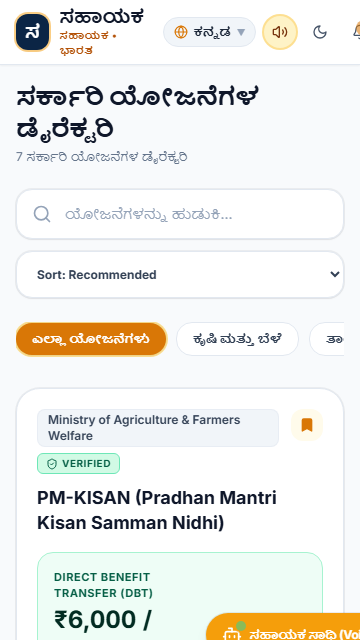 ಸ
ಸಹಾಯಕ
ಸಹಾಯಕ •
ಭಾರತ
ಕನ್ನಡ ▼
ಸರ್ಕಾರಿ ಯೋಜನೆಗಳ
ಡೈರೆಕ್ಟರಿ
7 ಸರ್ಕಾರಿ ಯೋಜನೆಗಳ ಡೈರೆಕ್ಟರಿ
ಯೋಜನೆಗಳನ್ನು ಹುಡುಕಿ...
Sort: Recommended
ಎಲ್ಲಾ ಯೋಜನೆಗಳು
ಕೃಷಿ ಮತ್ತು ಬೆಳೆ
Ministry of Agriculture & Farmers
Welfare
VERIFIED
PM-KISAN (Pradhan Mantri
Kisan Samman Nidhi)
DIRECT BENEFIT
TRANSFER (DBT)
₹6,000 /
ಸಹಾಯಕ ಸಾಥಿ